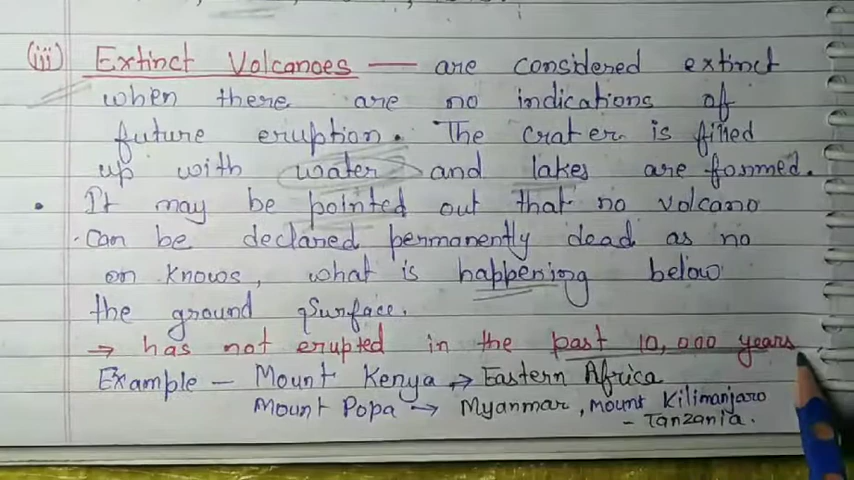 (iii) Extinct Volcanoes — are considered extinct
when there are no indications of
future eruption. The crater is filled
up with water and lakes are formed.
• It may be pointed out that no volcano
can be declared permanently dead as no
on knows, what is happening below
the ground surface.
→ has not erupted in the past 10,000 years
Example - Mount Kenya → Eastern Africa
Mount Popa → Myanmar, Mount Kilimanjaro
- Tanzania.